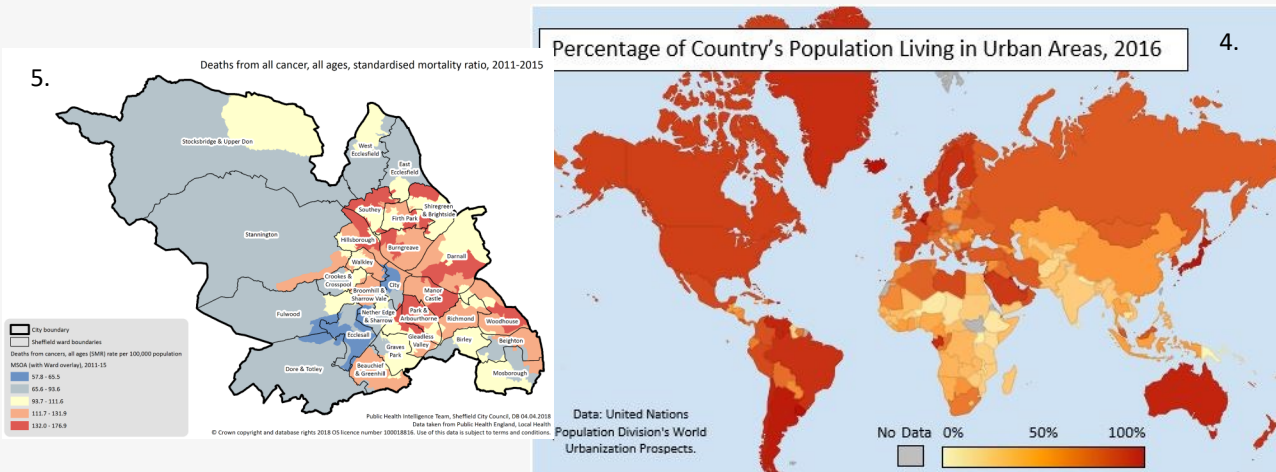 5.
Deaths from all cancer, all ages, standardised mortality ratio, 2011-2015
Stocksbridge & Upper Don
West
Ecclesfield
East
Ecclesfield
Stannington
Southey
Firth Park
Shiregreen
& Brightside
Hillsborough
Burngreave
Darnall
Walkley
Crookes &
Crosspool
Broomhill &
Sharrow Vale
City
Manor
Castle
Fulwood
Nether Edge
& Sharrow
Park &
Arbourthorne
Richmond
Woodhouse
Ecclesall
Gleadless
Valley
Birley
Beighton
Graves
Park
Dore & Totley
Beauchief
& Greenhill
Mosborough
City boundary
Sheffield ward boundaries
Deaths from cancers, all ages (SMR) rate per 100,000 population
MSOA (with Ward overlay), 2011-15
57.8 - 65.5
65.6 - 93.6
93.7 - 111.6
111.7 - 131.9
132.0 - 176.9
Public Health Intelligence Team, Sheffield City Council, DB 04.04.2018
Data taken from Public Health England, Local Health
© Crown copyright and database rights 2018 OS licence number 100018816. Use of this data is subject to terms and conditions.
Percentage of Country's Population Living in Urban Areas, 2016
4.
Data: United Nations
Population Division's World
Urbanization Prospects.
No Data 0% 50% 100%